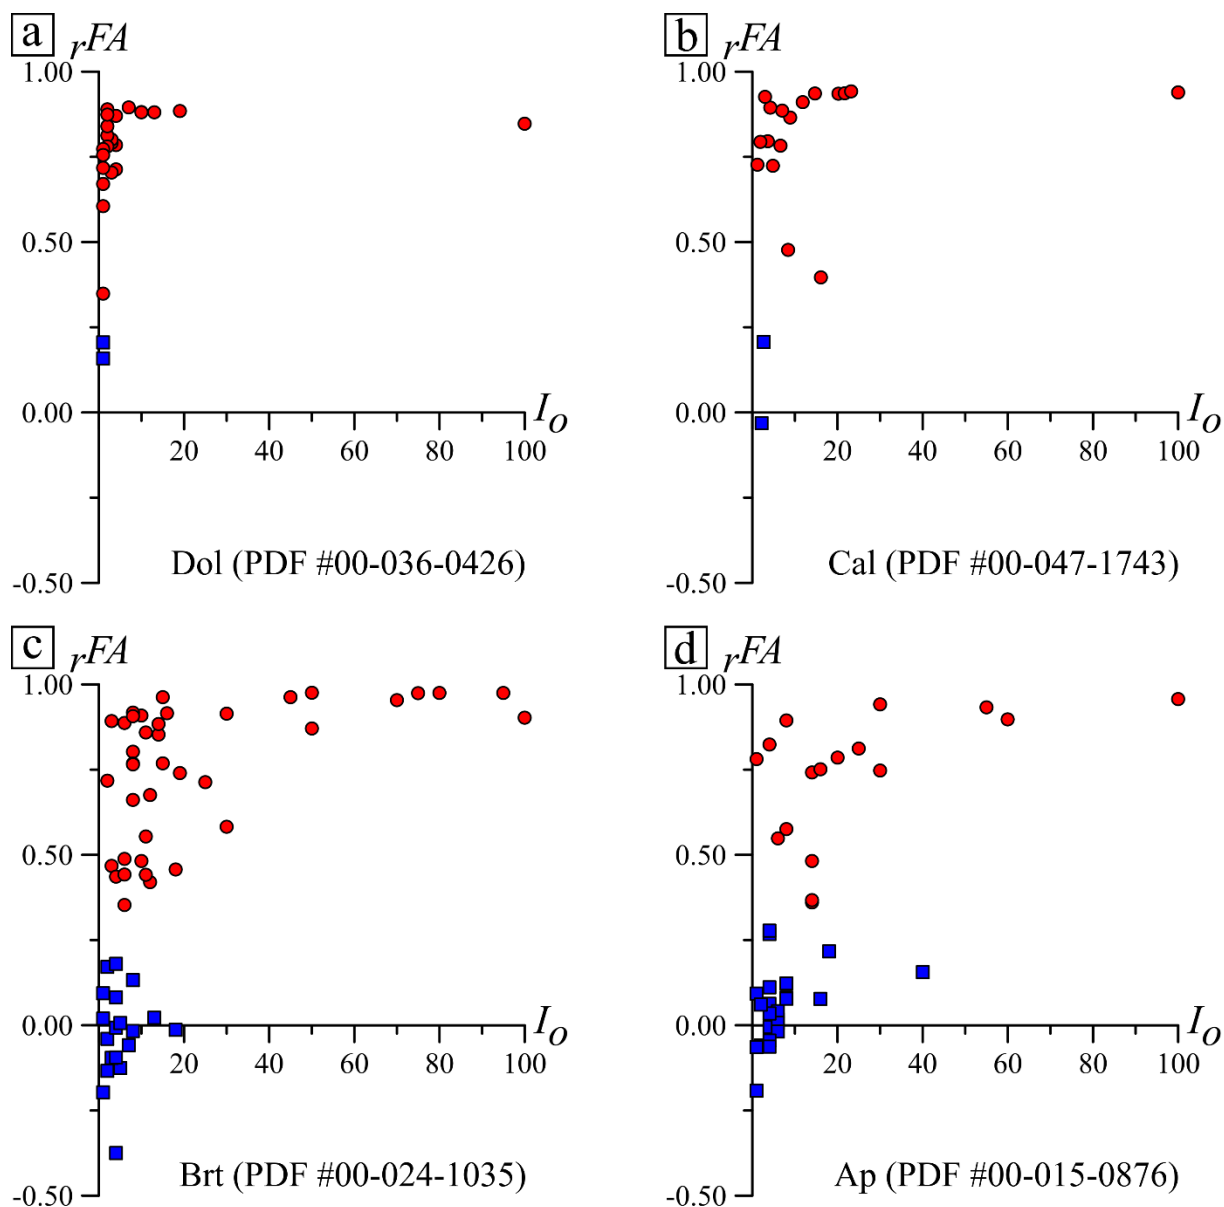 a rFA
1.00
0.50
0.00
-0.50
20 40 60 80 100
Io
Dol (PDF #00-036-0426)
b rFA
1.00
0.50
0.00
-0.50
20 40 60 80 100
Io
Cal (PDF #00-047-1743)
c rFA
1.00
0.50
0.00
-0.50
20 40 60 80 100
Io
Brt (PDF #00-024-1035)
d rFA
1.00
0.50
0.00
-0.50
20 40 60 80 100
Io
Ap (PDF #00-015-0876)